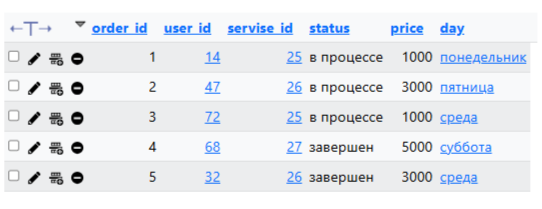 order_id user_id servise_id status price day
1 14 25 в процессе 1000 понедельник
2 47 26 в процессе 3000 пятница
3 72 25 в процессе 1000 среда
4 68 27 завершен 5000 суббота
5 32 26 завершен 3000 среда